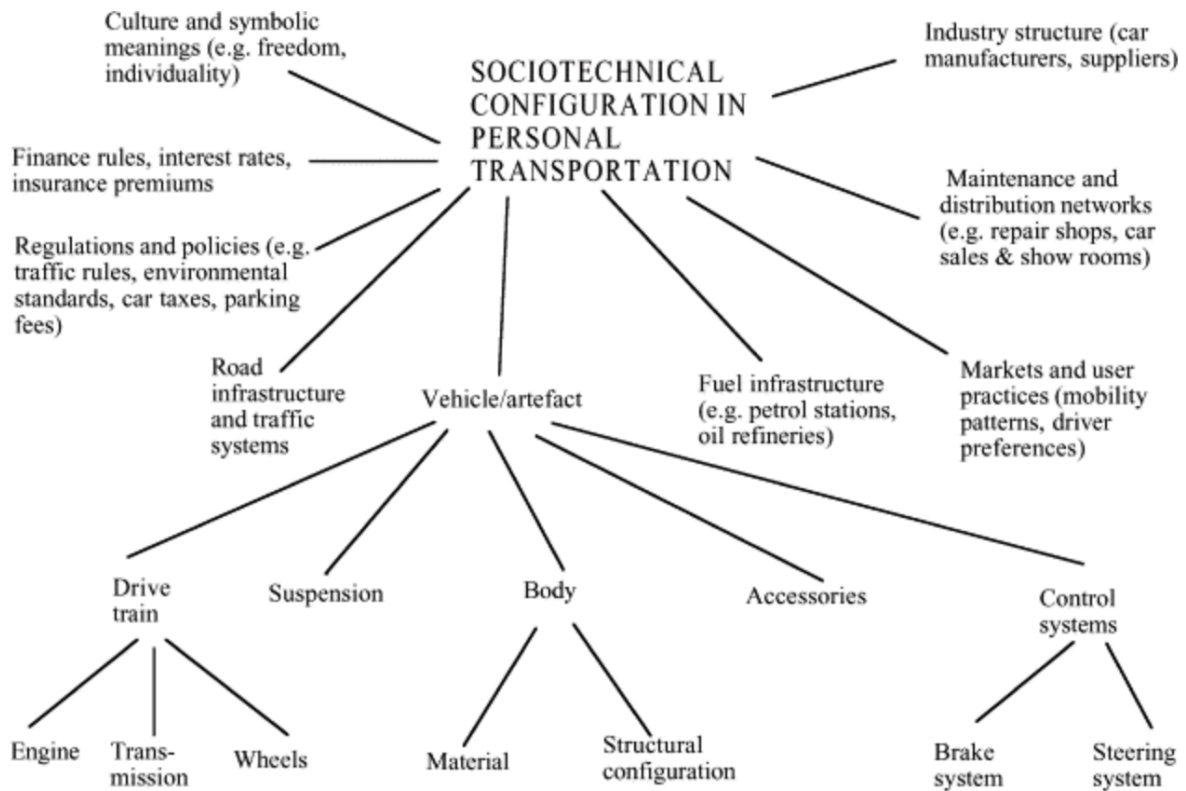 Culture and symbolic
meanings (e.g. freedom,
individuality)
SOCIOTECHNICAL
CONFIGURATION IN
PERSONAL
TRANSPORTATION
Industry structure (car
manufacturers, suppliers)
Finance rules, interest rates,
insurance premiums
Maintenance and
distribution networks
(e.g. repair shops, car
sales & show rooms)
Regulations and policies (e.g.
traffic rules, environmental
standards, car taxes, parking
fees)
Road
infrastructure
and traffic
systems
Vehicle/artefact
Fuel infrastructure
(e.g. petrol stations,
oil refineries)
Markets and user
practices (mobility
patterns, driver
preferences)
Drive
train
Suspension
Body
Accessories
Control
systems
Engine
Trans-
mission
Wheels
Material
Structural
configuration
Brake
system
Steering
system